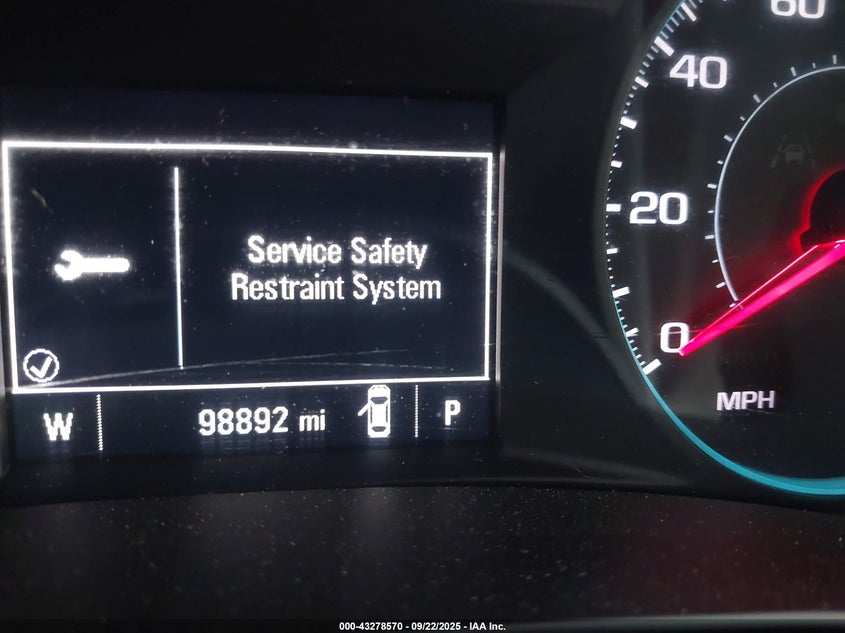 60
40
20
0
MPH
Service Safety
Restraint System
W
98892 mi
P
000-43278570 - 09/22/2025 - IAA Inc.